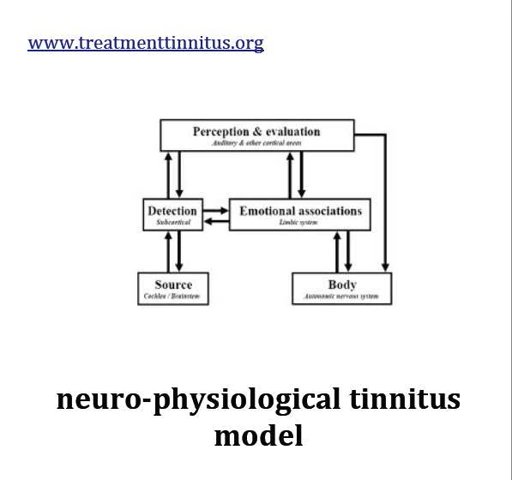 www.treatmenttinnitus.org
Perception & evaluation
Auditory & other cortical areas
Detection
Subcortical
Emotional associations
Limbic system
Source
Cochlea / Brainstem
Body
Autonomic nervous system
neuro-physiological tinnitus
model